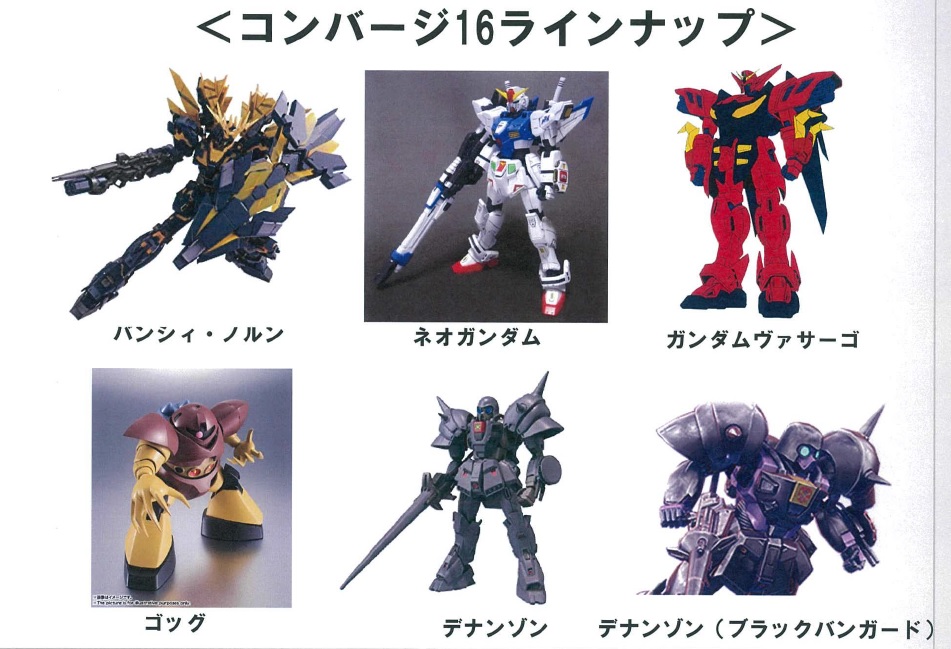 ＜コンバージ16ラインナップ＞
バンシィ・ノルン
ネオガンダム
ガンダムヴァサーゴ
※画像はイメージです。
※The picture is for illustrative purposes only.
ゴッグ
デナンゾン
デナンゾン（ブラックバンガード）